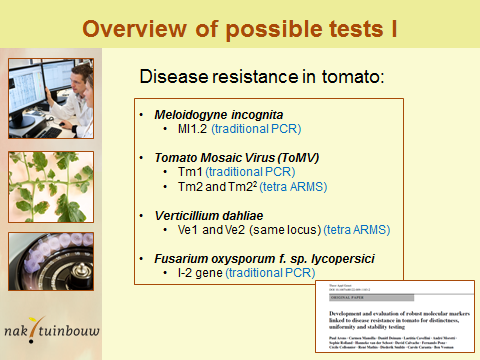 Overview of possible tests I
Disease resistance in tomato:
• Meloidogyne incognita
• MI1.2 (traditional PCR)
• Tomato Mosaic Virus (ToMV)
• Tm1 (traditional PCR)
• Tm2 and Tm2² (tetra ARMS)
• Verticillium dahliae
• Ve1 and Ve2 (same locus) (tetra ARMS)
• Fusarium oxysporum f. sp. lycopersici
• I-2 gene (traditional PCR)
nak tuinbouw
ORIGINAL PAPER
Development and evaluation of robust molecular markers
linked to disease resistance in tomato for distinctness,
uniformity and stability testing